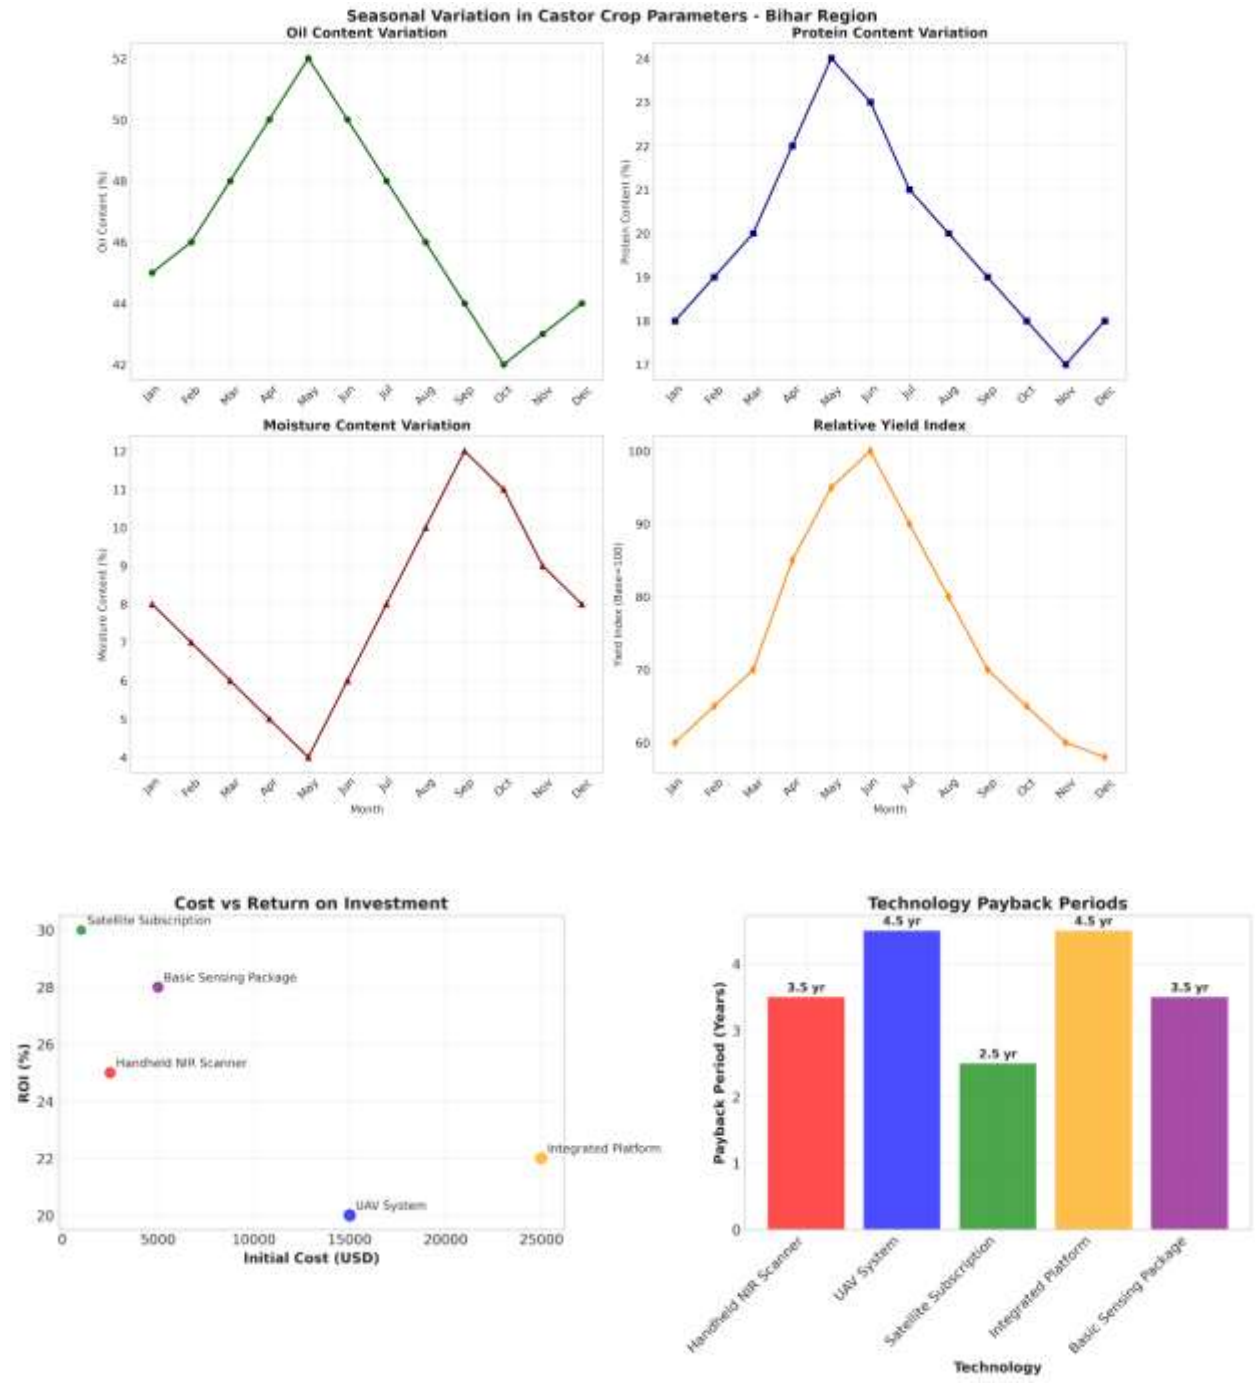 Seasonal Variation in Castor Crop Parameters - Bihar Region
Oil Content Variation
Oil Content (%)
52
50
48
46
44
42
Jan Feb Mar Apr May Jun Jul Aug Sep Oct Nov Dec
Protein Content Variation
Protein Content (%)
24
23
22
21
20
19
18
17
Jan Feb Mar Apr May Jun Jul Aug Sep Oct Nov Dec
Moisture Content Variation
Moisture Content (%)
12
11
10
9
8
7
6
5
4
Jan Feb Mar Apr May Jun Jul Aug Sep Oct Nov Dec
Month
Relative Yield Index
Yield Index (Base=100)
100
90
80
70
60
Jan Feb Mar Apr May Jun Jul Aug Sep Oct Nov Dec
Month
Cost vs Return on Investment
ROI (%)
30
28
26
24
22
20
Satellite Subscription
Basic Sensing Package
Handheld NIR Scanner
Integrated Platform
UAV System
0 5000 10000 15000 20000 25000
Initial Cost (USD)
Technology Payback Periods
Payback Period (Years)
4
3
2
1
0
3.5 yr
4.5 yr
2.5 yr
4.5 yr
3.5 yr
Handheld NIR Scanner
UAV System
Satellite Subscription
Integrated Platform
Basic Sensing Package
Technology